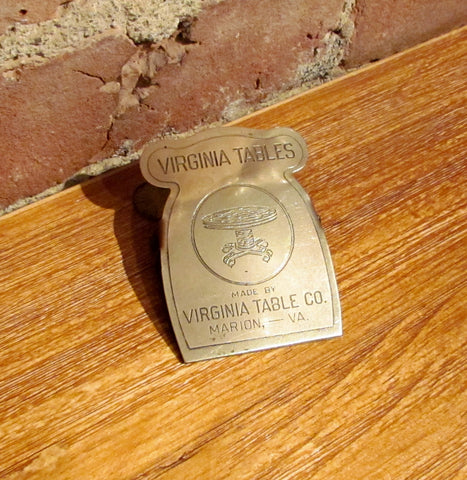 VIRGINIA TABLES
MADE BY
VIRGINIA TABLE CO.
MARION, — VA.